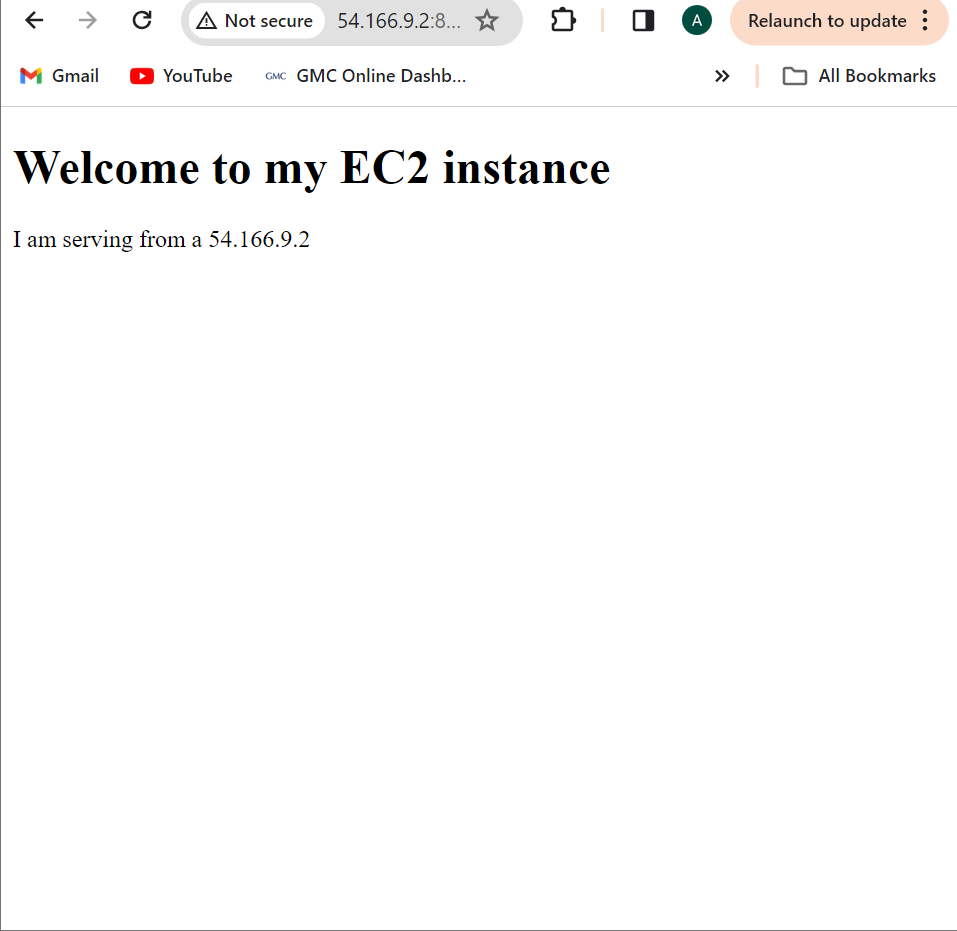 Not secure 54.166.9.2:8... A Relaunch to update
Gmail YouTube GMC GMC Online Dashb... All Bookmarks
Welcome to my EC2 instance
I am serving from a 54.166.9.2